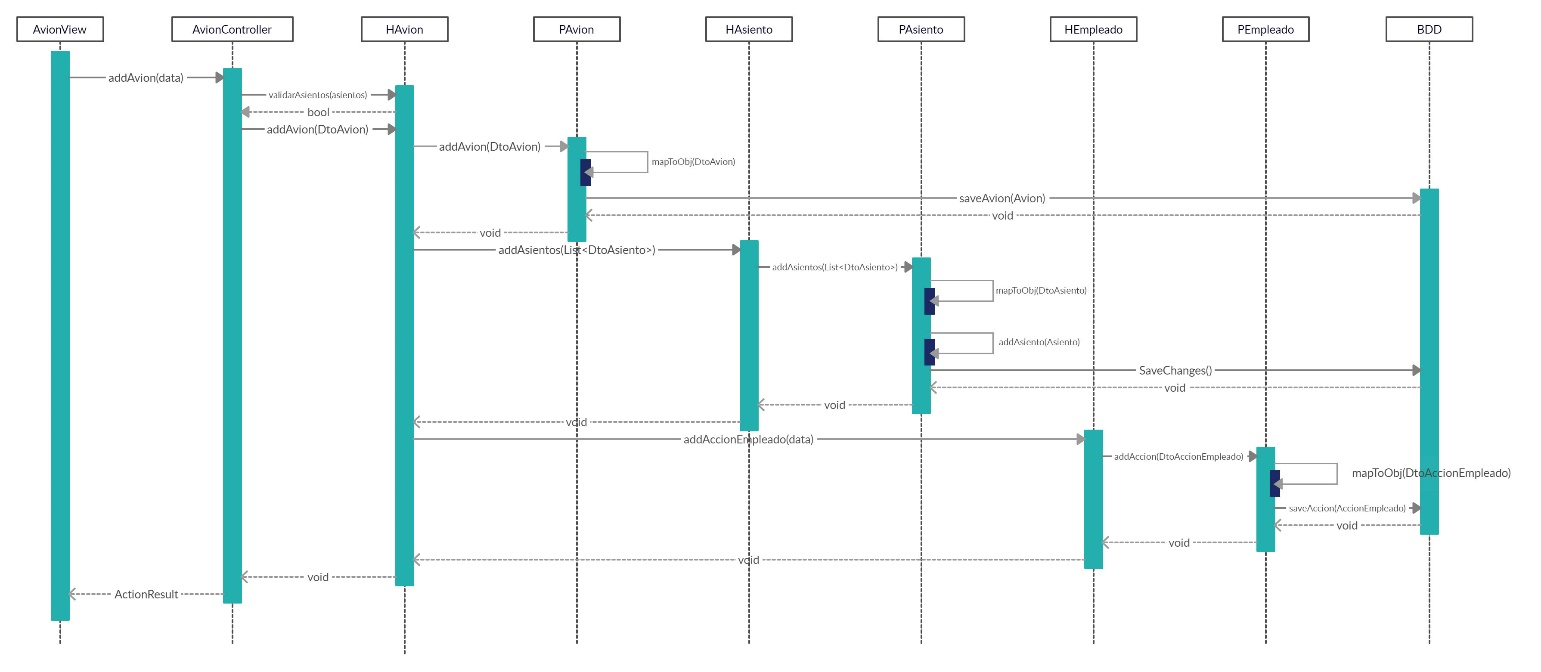 AvionView
AvionController
HAvion
PAvion
HAsiento
PAsiento
HEmpleado
PEmpleado
BDD
addAvion(data)
validarAsientos(asientos)
bool
addAvion(DtoAvion)
addAvion(DtoAvion)
mapToObj(DtoAvion)
saveAvion(Avion)
void
void
addAsientos(List<DtoAsiento>)
addAsientos(List<DtoAsiento>)
mapToObj(DtoAsiento)
addAsiento(Asiento)
SaveChanges()
void
void
void
addAccionEmpleado(data)
addAccion(DtoAccionEmpleado)
mapToObj(DtoAccionEmpleado)
saveAccion(AccionEmpleado)
void
void
void
void
ActionResult